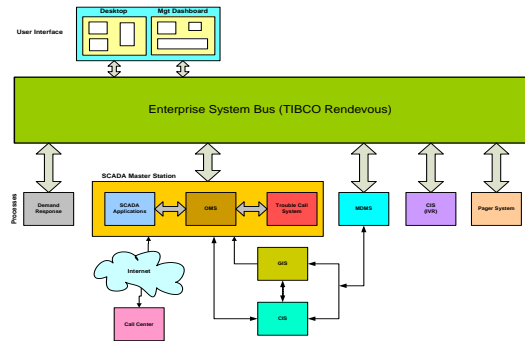 Desktop
Mgt Dashboard
User Interface
Enterprise System Bus (TIBCO Rendevous)
SCADA Master Station
Processes
Demand
Response
SCADA
Applications
OMS
Trouble Call
System
MDMS
CIS
(IVR)
Pager System
Internet
GIS
CIS
Call Center